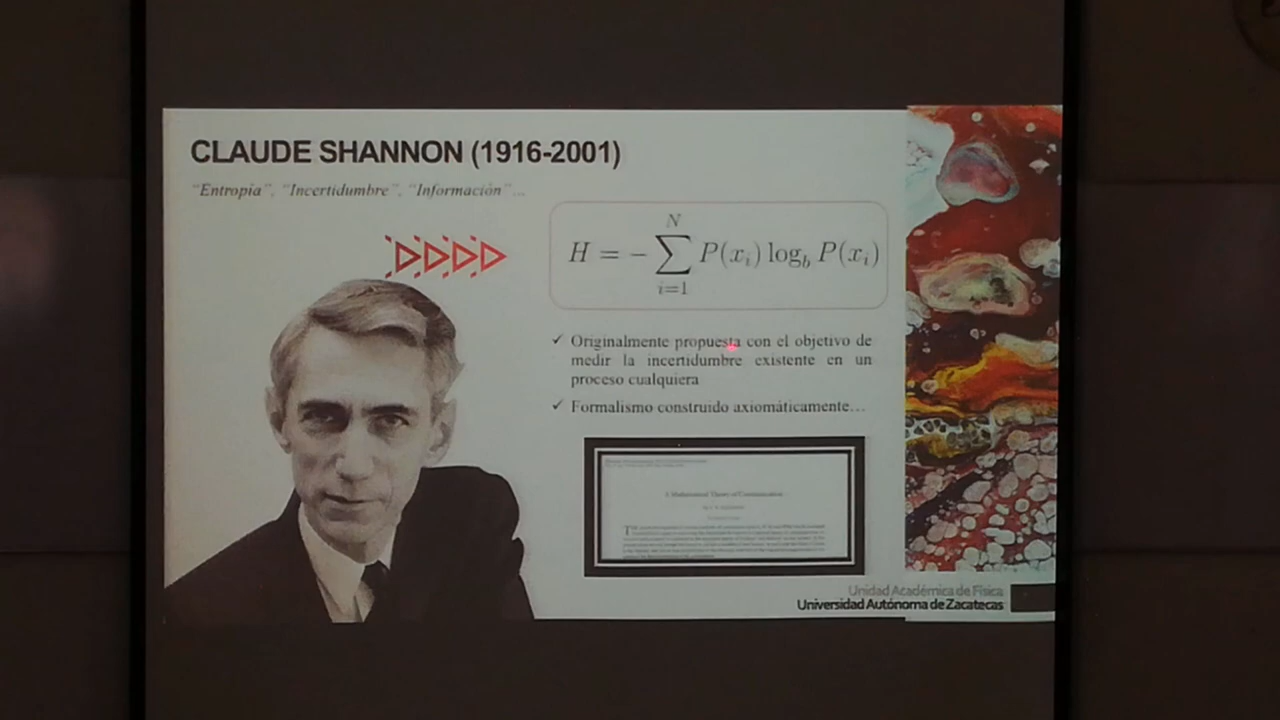 CLAUDE SHANNON (1916-2001)
“Entropía”, “Incertidumbre”, “Información”...
H = − ∑_{i=1}^{N} P(x_i) log_b P(x_i)
✓ Originalmente propuesta con el objetivo de
medir la incertidumbre existente en un
proceso cualquiera
✓ Formalismo construido axiomáticamente…
A Mathematical Theory of Communication
Unidad Académica de Física
Universidad Autónoma de Zacatecas